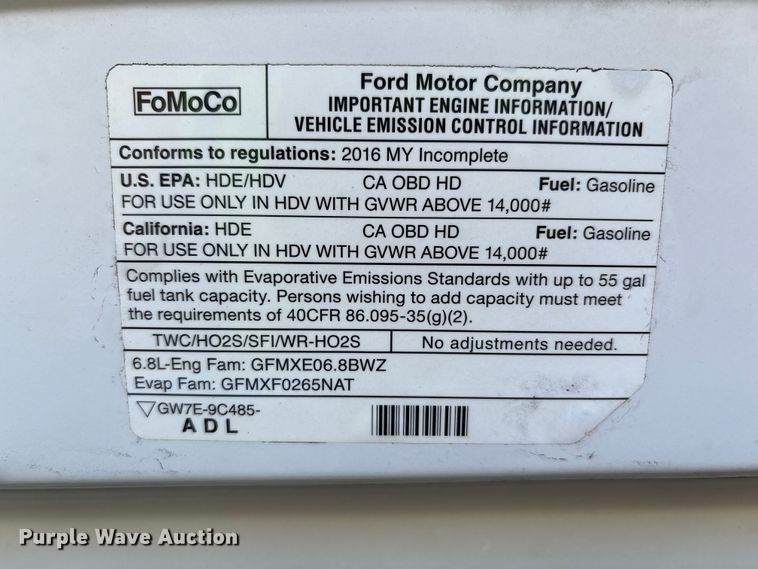 FoMoCo
Ford Motor Company
IMPORTANT ENGINE INFORMATION/
VEHICLE EMISSION CONTROL INFORMATION
Conforms to regulations: 2016 MY Incomplete
U.S. EPA: HDE/HDV CA OBD HD Fuel: Gasoline
FOR USE ONLY IN HDV WITH GVWR ABOVE 14,000#
California: HDE CA OBD HD Fuel: Gasoline
FOR USE ONLY IN HDV WITH GVWR ABOVE 14,000#
Complies with Evaporative Emissions Standards with up to 55 gal
fuel tank capacity. Persons wishing to add capacity must meet
the requirements of 40CFR 86.095-35(g)(2).
TWC/HO2S/SFI/WR-HO2S No adjustments needed.
6.8L-Eng Fam: GFMXE06.8BWZ
Evap Fam: GFMXF0265NAT
GW7E-9C485-
ADL
Purple Wave Auction